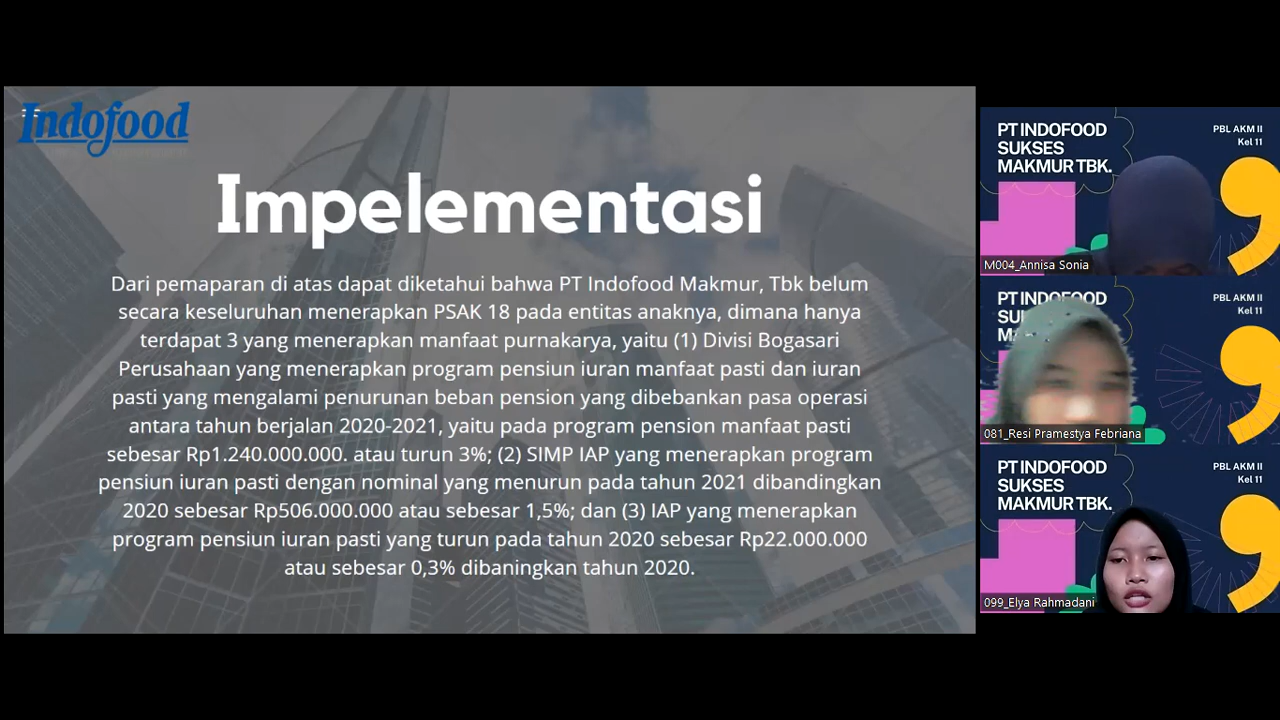 Indofood
Impelementasi
Dari pemaparan di atas dapat diketahui bahwa PT Indofood Makmur, Tbk belum
secara keseluruhan menerapkan PSAK 18 pada entitas anaknya, dimana hanya
terdapat 3 yang menerapkan manfaat purnakarya, yaitu (1) Divisi Bogasari
Perusahaan yang menerapkan program pensiun iuran manfaat pasti dan iuran
pasti yang mengalami penurunan beban pension yang dibebankan pasa operasi
antara tahun berjalan 2020-2021, yaitu pada program pension manfaat pasti
sebesar Rp1.240.000.000. atau turun 3%; (2) SIMP IAP yang menerapkan program
pensiun iuran pasti dengan nominal yang menurun pada tahun 2021 dibandingkan
2020 sebesar Rp506.000.000 atau sebesar 1,5%; dan (3) IAP yang menerapkan
program pensiun iuran pasti yang turun pada tahun 2020 sebesar Rp22.000.000
atau sebesar 0,3% dibaningkan tahun 2020.
PT INDOFOOD
SUKSES
MAKMUR TBK.
PBL AKM II
Kel 11
M004_Annisa Sonia
PT INDOFOOD
PBL AKM II
Kel 11
081_Resi Pramestya Febriana
PT INDOFOOD
SUKSES
MAKMUR TBK.
PBL AKM II
Kel 11
099_Elya Rahmadani